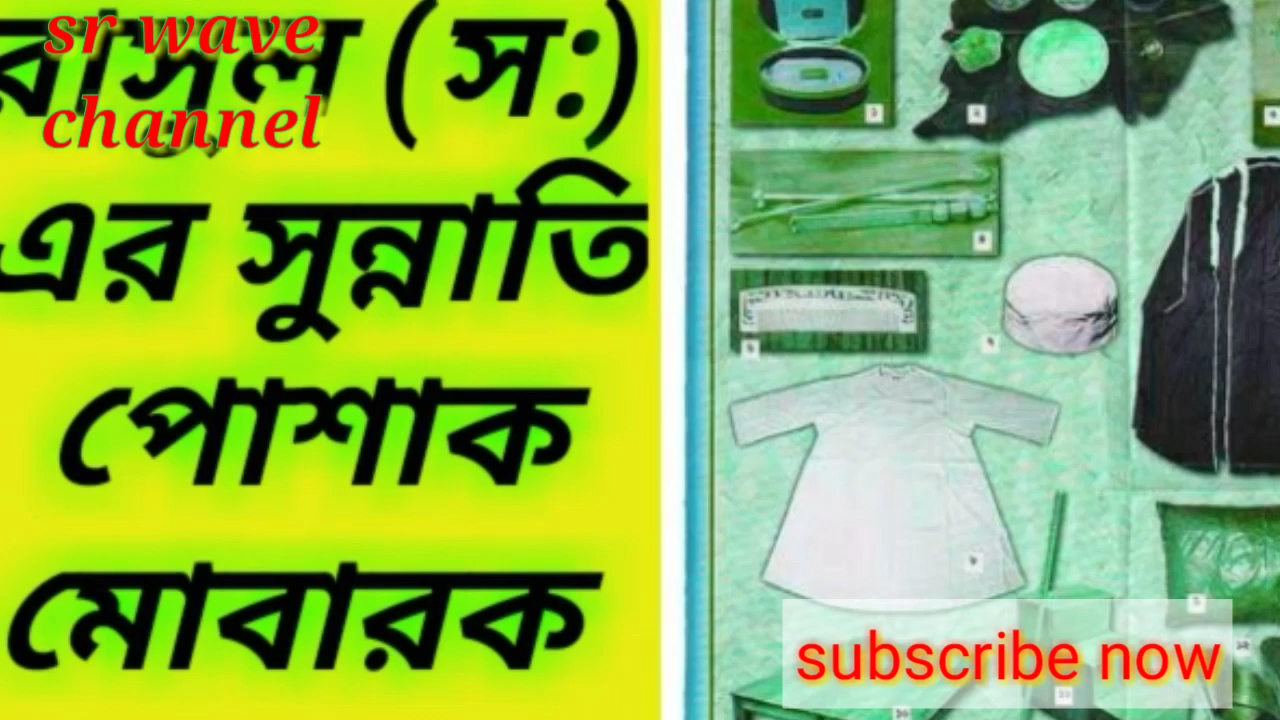 sr wave
channel
রাসুল (স:)
এর সুন্নাতি
পোশাক
মোবারক
subscribe now